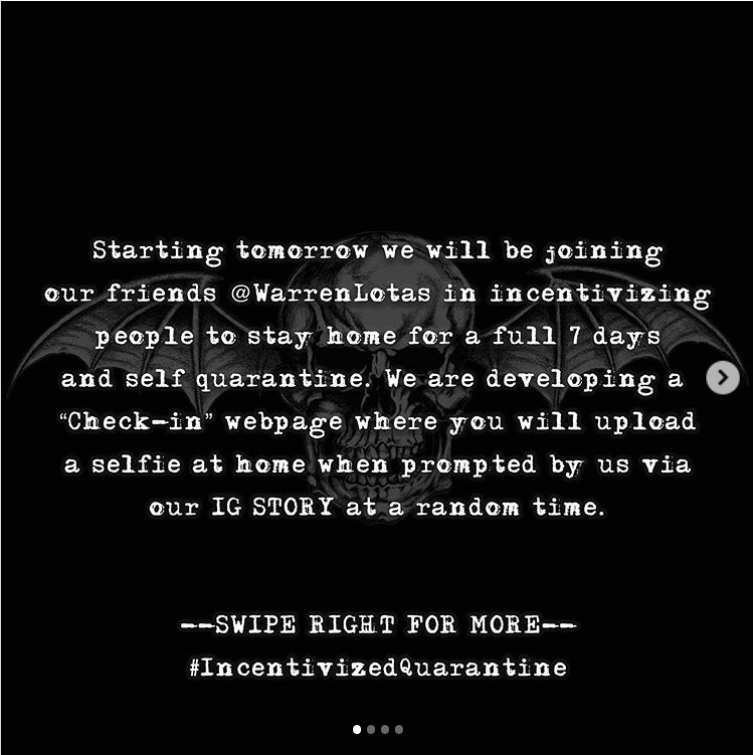 Starting tomorrow we will be joining
our friends @WarrenLotas in incentivizing
people to stay home for a full 7 days
and self quarantine. We are developing a
“Check-in” webpage where you will upload
a selfie at home when prompted by us via
our IG STORY at a random time.
--SWIPE RIGHT FOR MORE--
#IncentivizedQuarantine